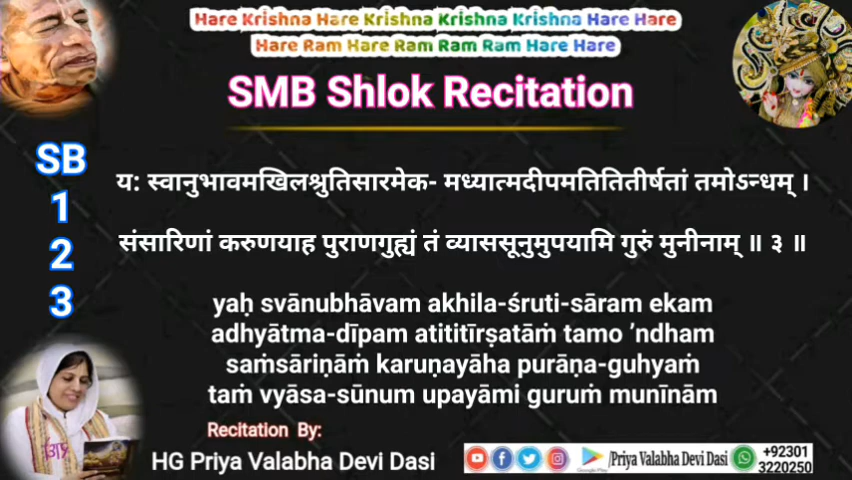 Hare Krishna Hare Krishna Krishna Krishna Hare Hare
Hare Ram Hare Ram Ram Ram Hare Hare
SMB Shlok Recitation
SB
1
2
3
य: स्वानुभावमखिलश्रुतिसारमेक- मध्यात्मदीपमतितितीर्षतां तमोऽन्धम् ।
संसारिणां करुणयाह पुराणगुह्यं तं व्याससूनुमुपयामि गुरुं मुनीनाम् ॥ ३ ॥
yaḥ svānubhāvam akhila-śruti-sāram ekam
adhyātma-dīpam atititīrṣatāṁ tamo ’ndham
saṁsāriṇāṁ karuṇayāha purāṇa-guhyaṁ
taṁ vyāsa-sūnum upayāmi guruṁ munīnām
Recitation By:
HG Priya Valabha Devi Dasi
Google Play
/Priya Valabha Devi Dasi
+92301
3220250